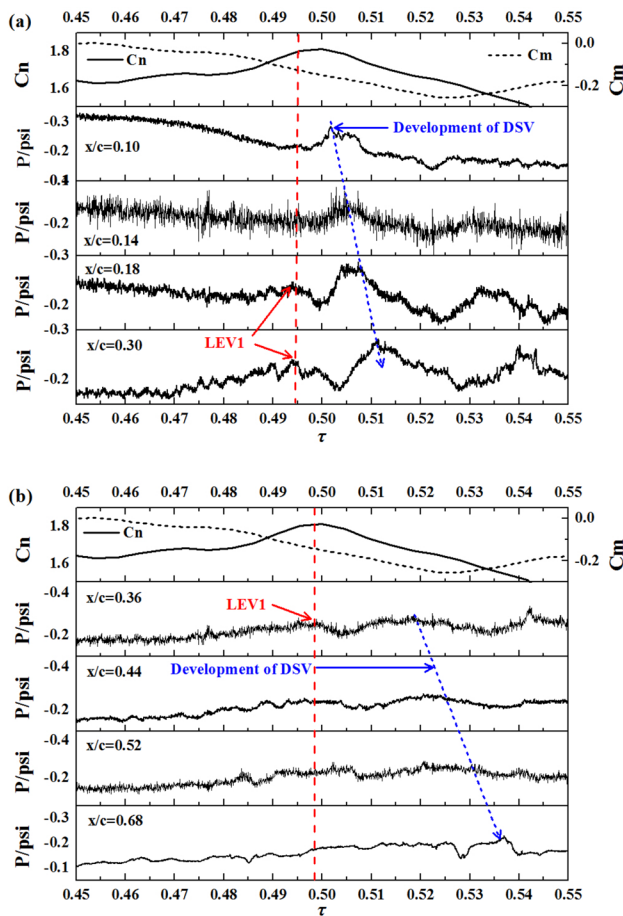 (a)
0.45 0.46 0.47 0.48 0.49 0.50 0.51 0.52 0.53 0.54 0.55
Cn
1.8
1.6
Cn
Cm
0.0
-0.2
Cm
P/psi
-0.3
-0.2
-0.1
x/c=0.10
Development of DSV
P/psi
-0.2
-0.3
x/c=0.14
P/psi
x/c=0.18
-0.2
-0.3
LEV1
P/psi
x/c=0.30
-0.2
0.45 0.46 0.47 0.48 0.49 0.50 0.51 0.52 0.53 0.54 0.55
τ
(b)
0.45 0.46 0.47 0.48 0.49 0.50 0.51 0.52 0.53 0.54 0.55
Cn
1.8
1.6
Cn
0.0
-0.2
Cm
P/psi
-0.4
-0.2
x/c=0.36
LEV1
P/psi
-0.4
-0.2
x/c=0.44
Development of DSV
P/psi
-0.4
-0.2
x/c=0.52
P/psi
-0.3
-0.2
-0.1
x/c=0.68
0.45 0.46 0.47 0.48 0.49 0.50 0.51 0.52 0.53 0.54 0.55
τ